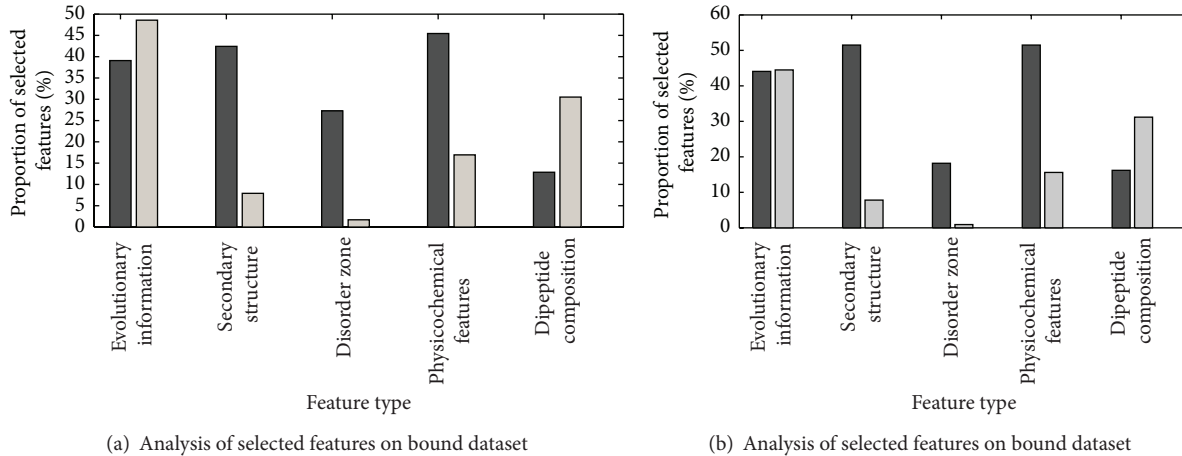 50
45
40
35
30
25
20
15
10
5
0
Proportion of selected
features (%)
Evolutionary
information
Secondary
structure
Disorder zone
Physicochemical
features
Dipeptide
composition
Feature type
(a) Analysis of selected features on bound dataset
60
50
40
30
20
10
0
Proportion of selected
features (%)
Evolutionary
information
Secondary
structure
Disorder zone
Physicochemical
features
Dipeptide
composition
Feature type
(b) Analysis of selected features on bound dataset